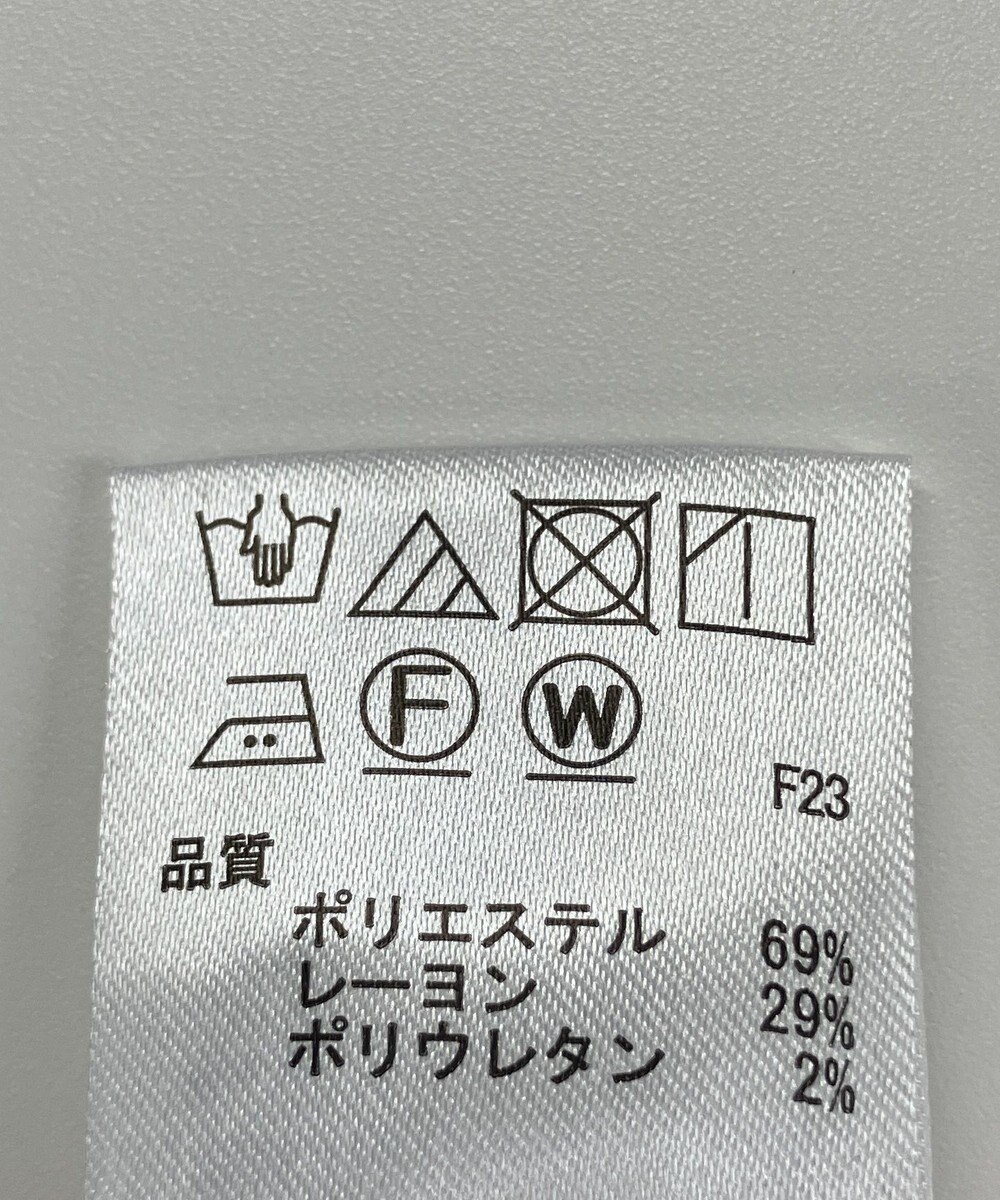 F W
F23
品質
ポリエステル 69%
レーヨン 29%
ポリウレタン 2%